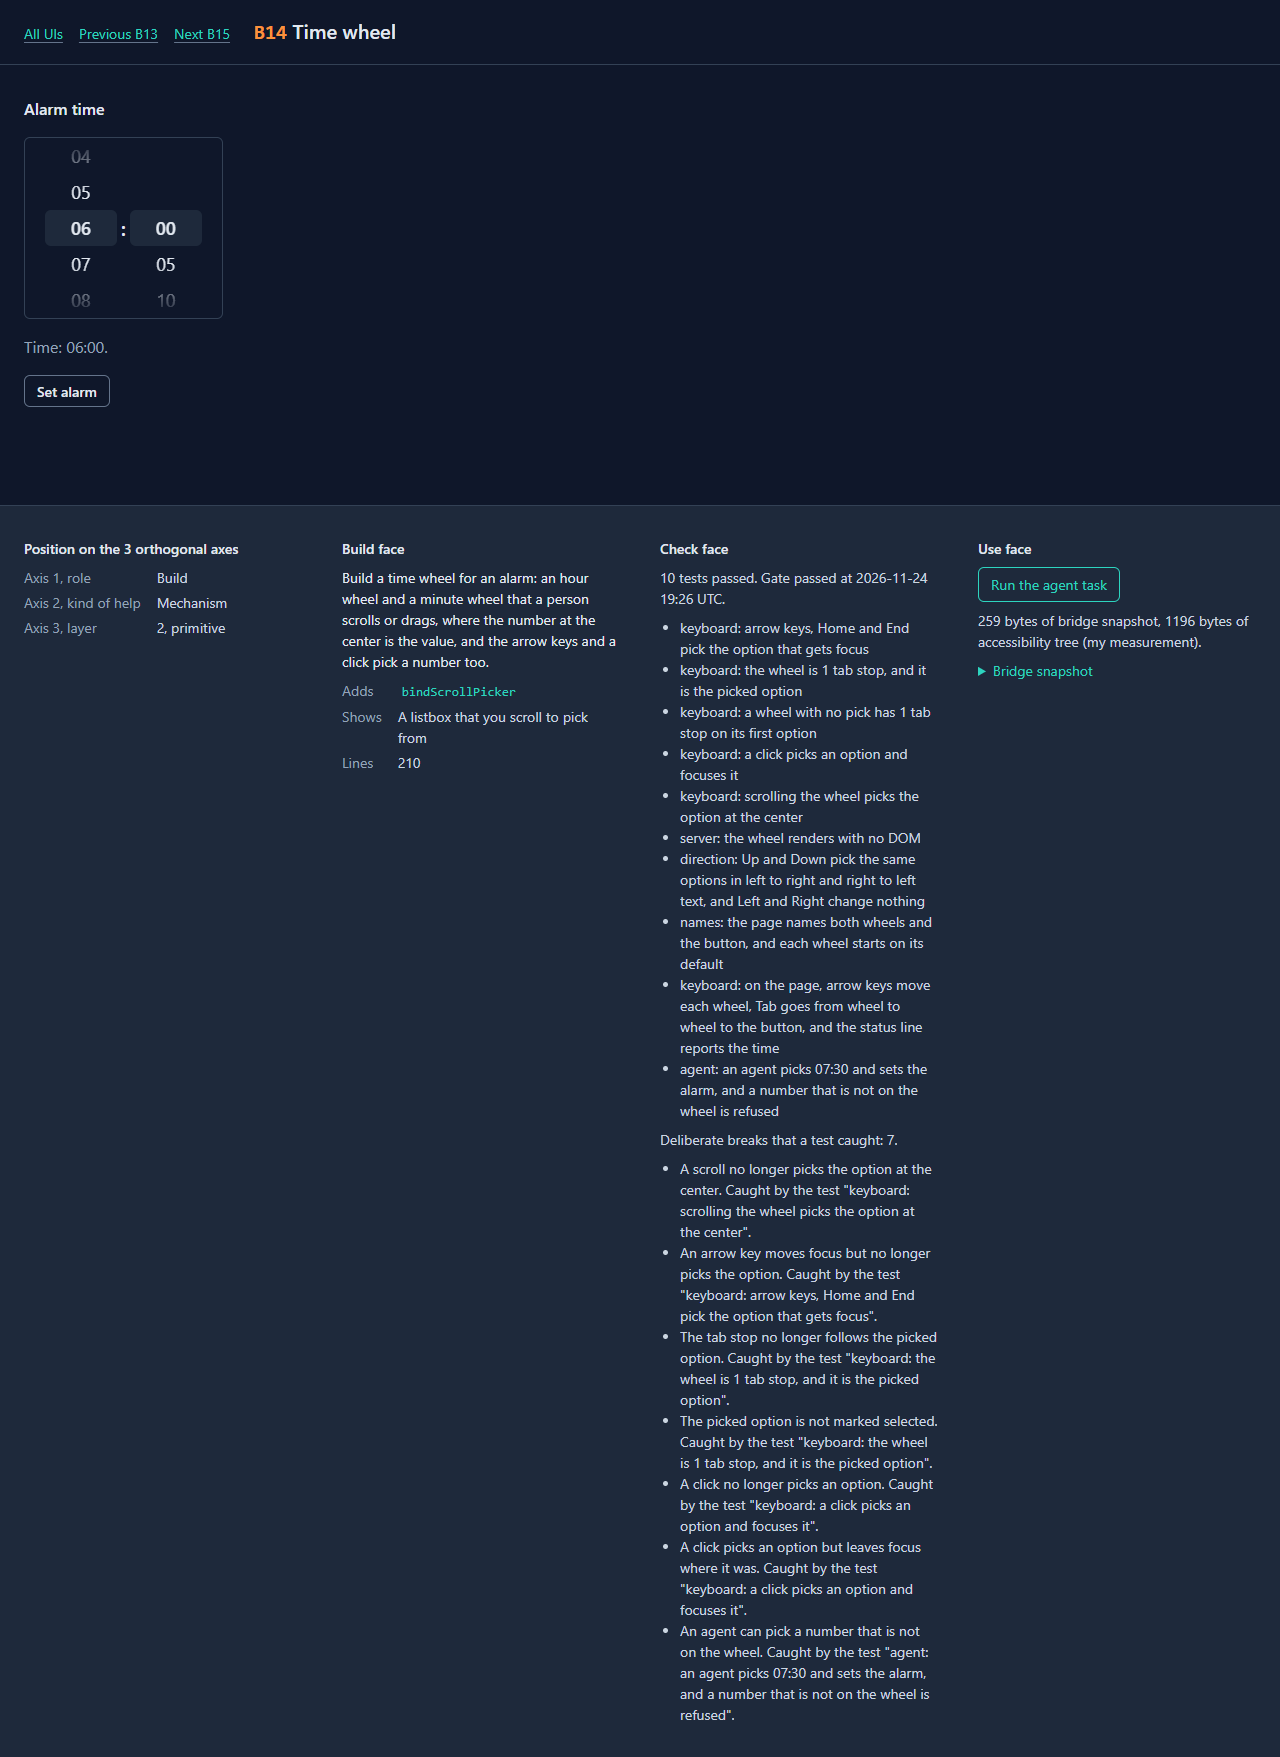 All UIs Previous B13 Next B15 B14 Time wheel
Alarm time
04
05
06 : 00
07 05
08 10
Time: 06:00.
Set alarm
Position on the 3 orthogonal axes
Axis 1, role Build
Axis 2, kind of help Mechanism
Axis 3, layer 2, primitive
Build face
Build a time wheel for an alarm: an hour
wheel and a minute wheel that a person
scrolls or drags, where the number at the
center is the value, and the arrow keys and a
click pick a number too.
Adds bindScrollPicker
Shows A listbox that you scroll to pick
from
Lines 210
Check face
10 tests passed. Gate passed at 2026-11-24
19:26 UTC.
• keyboard: arrow keys, Home and End
pick the option that gets focus
• keyboard: the wheel is 1 tab stop, and it
is the picked option
• keyboard: a wheel with no pick has 1 tab
stop on its first option
• keyboard: a click picks an option and
focuses it
• keyboard: scrolling the wheel picks the
option at the center
• server: the wheel renders with no DOM
• direction: Up and Down pick the same
options in left to right and right to left
text, and Left and Right change nothing
• names: the page names both wheels and
the button, and each wheel starts on its
default
• keyboard: on the page, arrow keys move
each wheel, Tab goes from wheel to
wheel to the button, and the status line
reports the time
• agent: an agent picks 07:30 and sets the
alarm, and a number that is not on the
wheel is refused
Deliberate breaks that a test caught: 7.
• A scroll no longer picks the option at the
center. Caught by the test "keyboard:
scrolling the wheel picks the option at
the center".
• An arrow key moves focus but no longer
picks the option. Caught by the test
"keyboard: arrow keys, Home and End
pick the option that gets focus".
• The tab stop no longer follows the picked
option. Caught by the test "keyboard: the
wheel is 1 tab stop, and it is the picked
option".
• The picked option is not marked selected.
Caught by the test "keyboard: the wheel
is 1 tab stop, and it is the picked option".
• A click no longer picks an option. Caught
by the test "keyboard: a click picks an
option and focuses it".
• A click picks an option but leaves focus
where it was. Caught by the test
"keyboard: a click picks an option and
focuses it".
• An agent can pick a number that is not
on the wheel. Caught by the test "agent:
an agent picks 07:30 and sets the alarm,
and a number that is not on the wheel is
refused".
Use face
Run the agent task
259 bytes of bridge snapshot, 1196 bytes of
accessibility tree (my measurement).
▶ Bridge snapshot